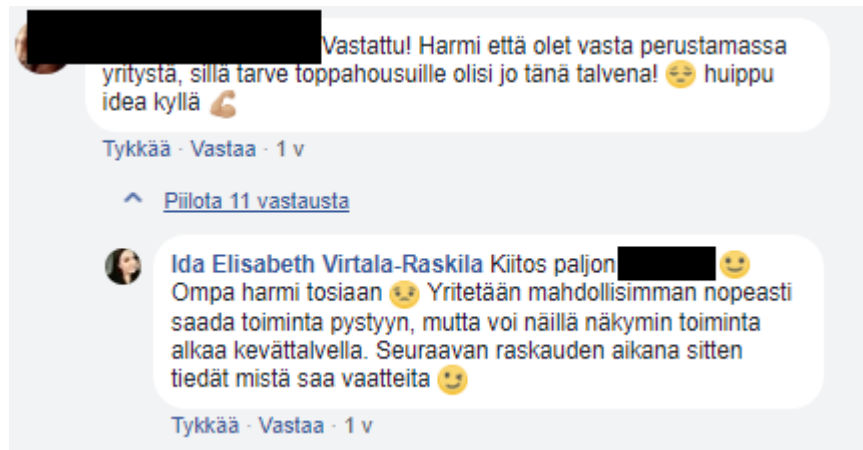 Vastattu! Harmi että olet vasta perustamassa
yritystä, sillä tarve toppahousuille olisi jo tänä talvena! 😔 huippu
idea kyllä 💪🏼
Tykkää · Vastaa · 1 v
Piilota 11 vastausta
Ida Elisabeth Virtala-Raskila Kiitos paljon 😉
Ompa harmi tosiaan 😔 Yritetään mahdollisimman nopeasti
saada toiminta pystyyn, mutta voi näillä näkymin toiminta
alkaa kevättalvella. Seuraavan raskauden aikana sitten
tiedät mistä saa vaatteita 😉
Tykkää · Vastaa · 1 v